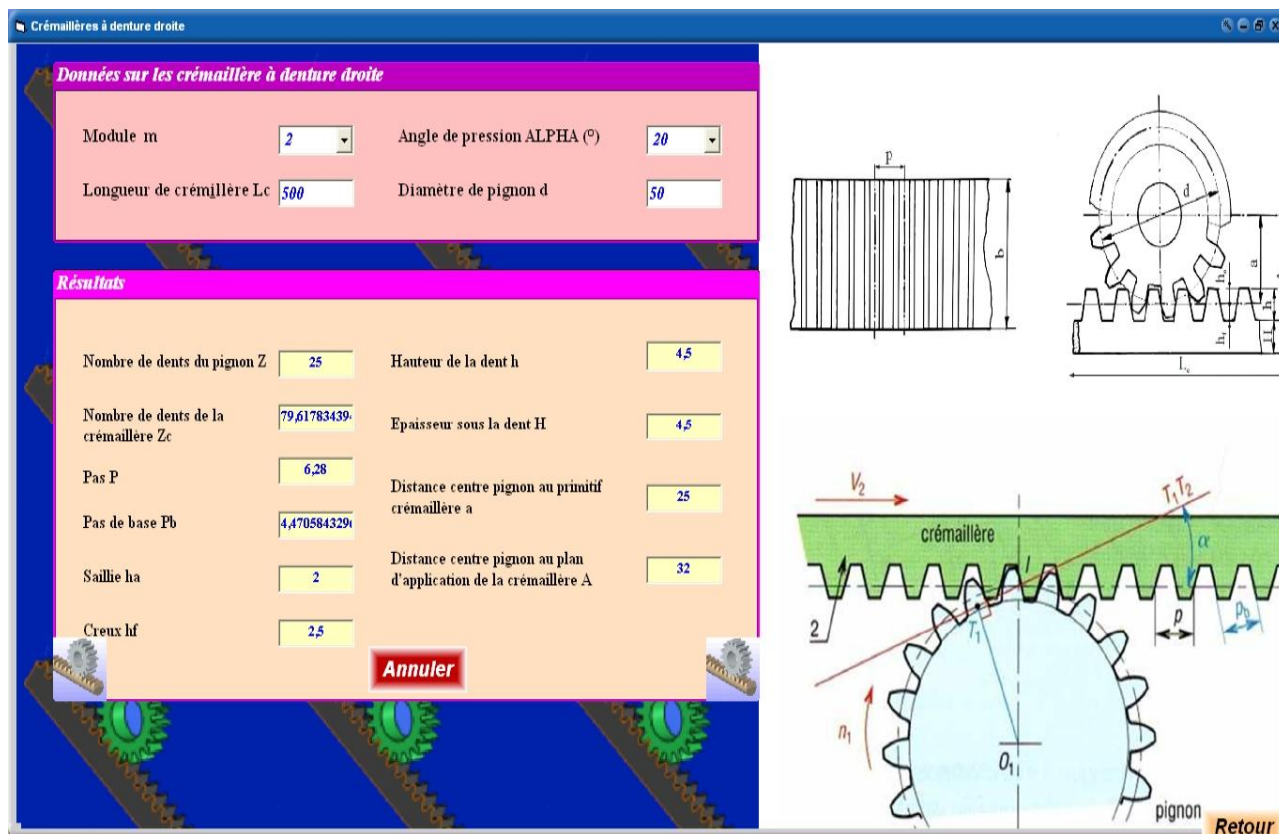 Crémaillères à denture droite
Données sur les crémaillère à denture droite
Module m 2 Angle de pression ALPHA (°) 20
Longueur de crémillère Lc 500 Diamètre de pignon d 50
Résultats
Nombre de dents du pignon Z 25 Hauteur de la dent h 4,5
Nombre de dents de la
crémaillère Zc 79,617834394 Epaisseur sous la dent H 4,5
Pas P 6,28
Distance centre pignon au primitif
crémaillère a 25
Pas de base Pb 4,470584329
Distance centre pignon au plan
d'application de la crémaillère A 32
Saillie ha 2
Creux hf 2,5
Annuler
p
b
d
a
ha
h
hf
H
Lc
V2
T1T2
crémaillère
I
α
2
T1
p
pb
n1
O1
pignon
Retour